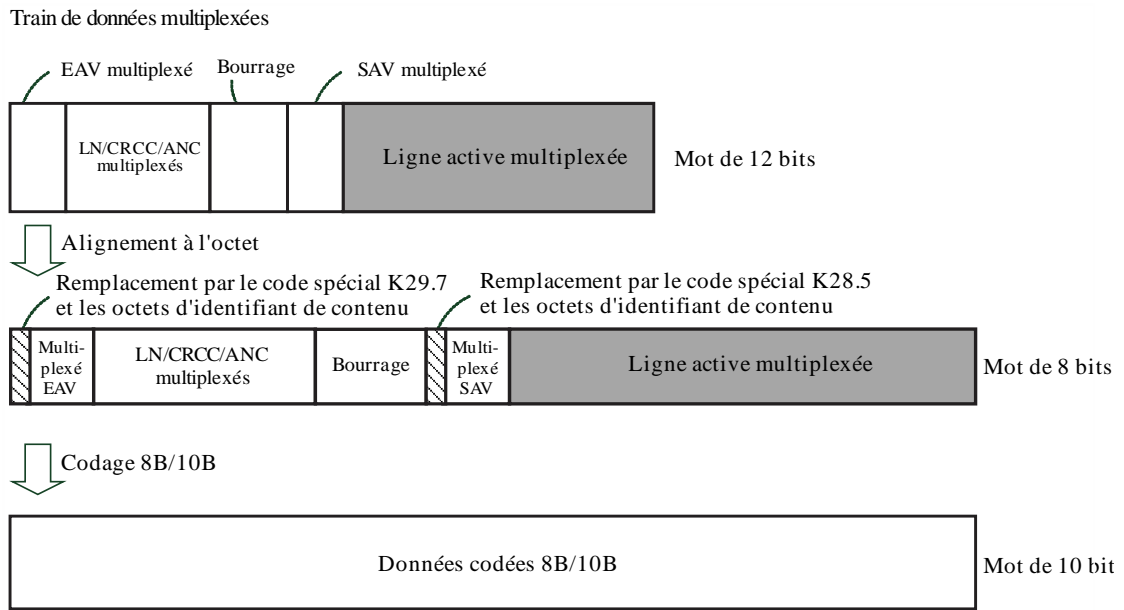 Train de données multiplexées
EAV multiplexé
Bourrage
SAV multiplexé
LN/CRCC/ANC
multiplexés
Ligne active multiplexée
Mot de 12 bits
Alignement à l'octet
Remplacement par le code spécial K29.7
et les octets d'identifiant de contenu
Remplacement par le code spécial K28.5
et les octets d'identifiant de contenu
Multi-
plexé
EAV
LN/CRCC/ANC
multiplexés
Bourrage
Multi-
plexé
SAV
Ligne active multiplexée
Mot de 8 bits
Codage 8B/10B
Données codées 8B/10B
Mot de 10 bit